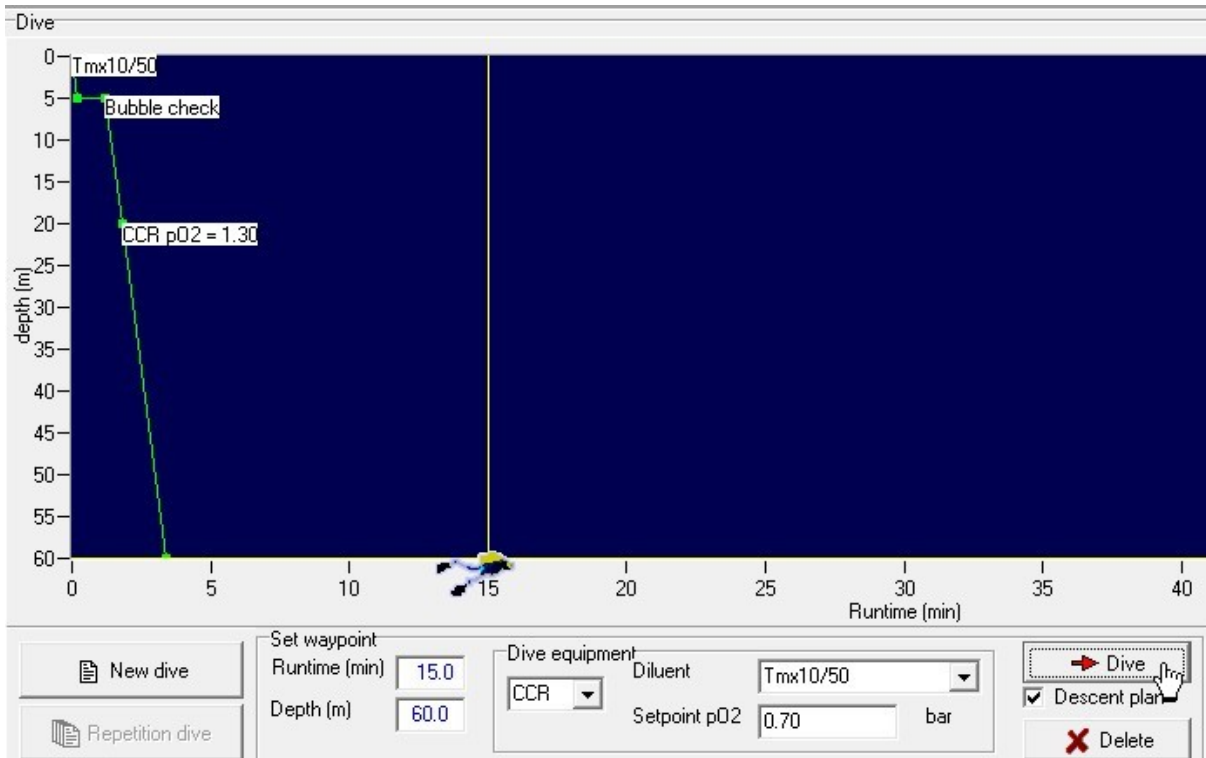 Dive
0
Tmx10/50
5
Bubble check
10
15
20
CCR pO2 = 1.30
25
30
35
40
45
50
55
60
depth (m)
0 5 10 15 20 25 30 35 40
Runtime (min)
New dive
Repetition dive
Set waypoint
Runtime (min) 15.0
Depth (m) 60.0
Dive equipment
CCR
Diluent Tmx10/50
Setpoint pO2 0.70 bar
Dive
Descent plan
Delete